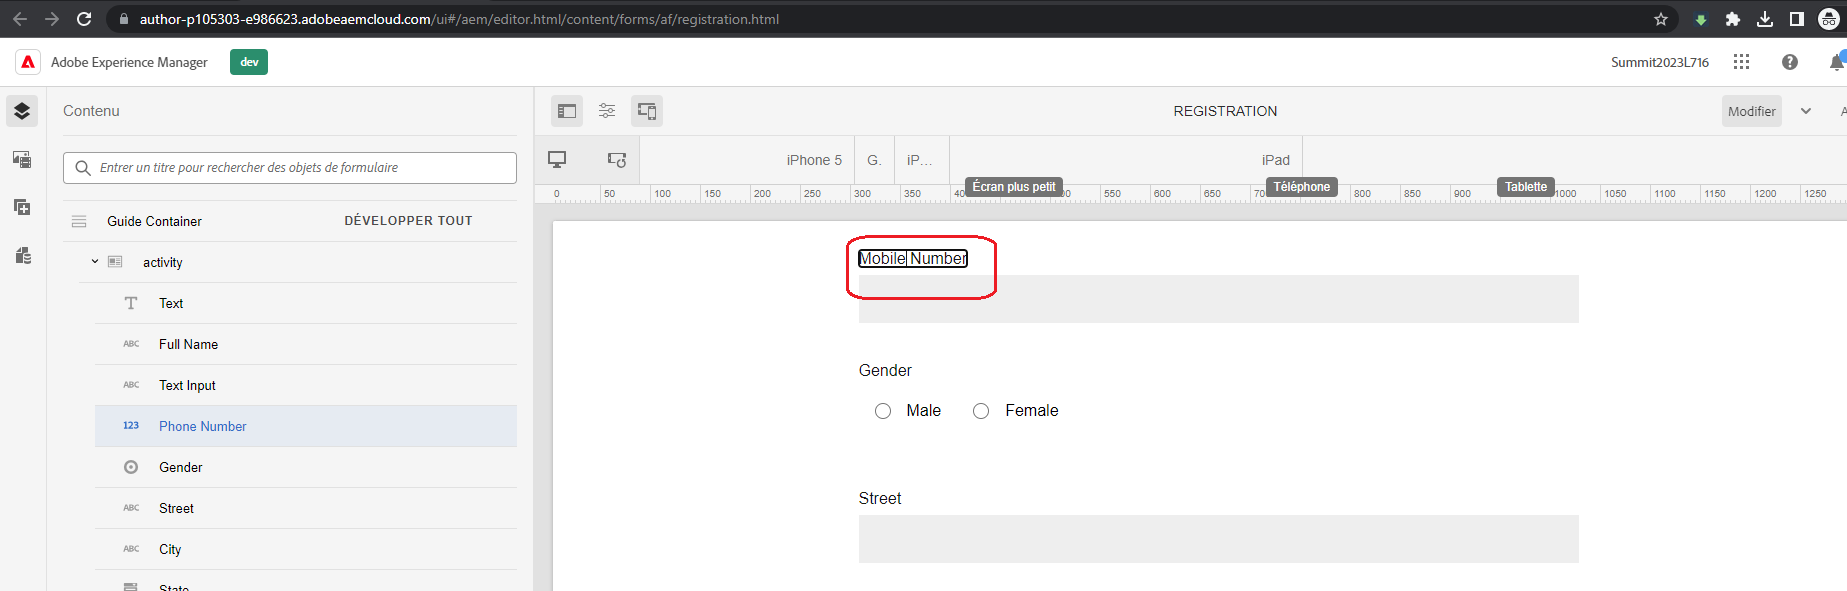 author-p105303-e986623.adobeaemcloud.com/ui#/aem/editor.html/content/forms/af/registration.html
Adobe Experience Manager dev Summit2023L716
Contenu REGISTRATION Modifier A
Entrer un titre pour rechercher des objets de formulaire
iPhone 5 G. iP... iPad
Écran plus petit Téléphone Tablette
0 50 100 150 200 250 300 350 550 600 650 800 850 900 1000 1050 1100 1150 1200 1250
Guide Container DÉVELOPPER TOUT
activity
Text
ABC Full Name
ABC Text Input
123 Phone Number
Gender
ABC Street
ABC City
State
Mobile Number
Gender
Male Female
Street